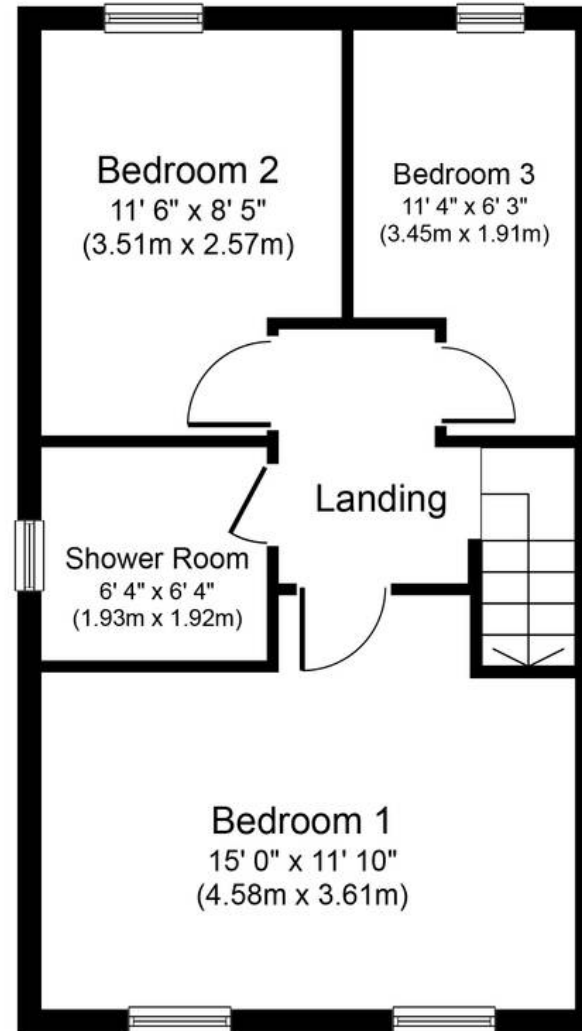 Bedroom 2
11' 6" x 8' 5"
(3.51m x 2.57m)
Bedroom 3
11' 4" x 6' 3"
(3.45m x 1.91m)
Landing
Shower Room
6' 4" x 6' 4"
(1.93m x 1.92m)
Bedroom 1
15' 0" x 11' 10"
(4.58m x 3.61m)